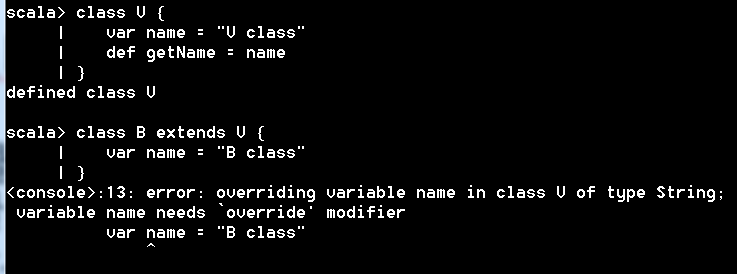 scala> class V {
     |     var name = "V class"
     |     def getName = name
     | }
defined class V
scala> class B extends V {
     |     var name = "B class"
     | }
<console>:13: error: overriding variable name in class V of type String;
 variable name needs `override' modifier
           var name = "B class"
               ^